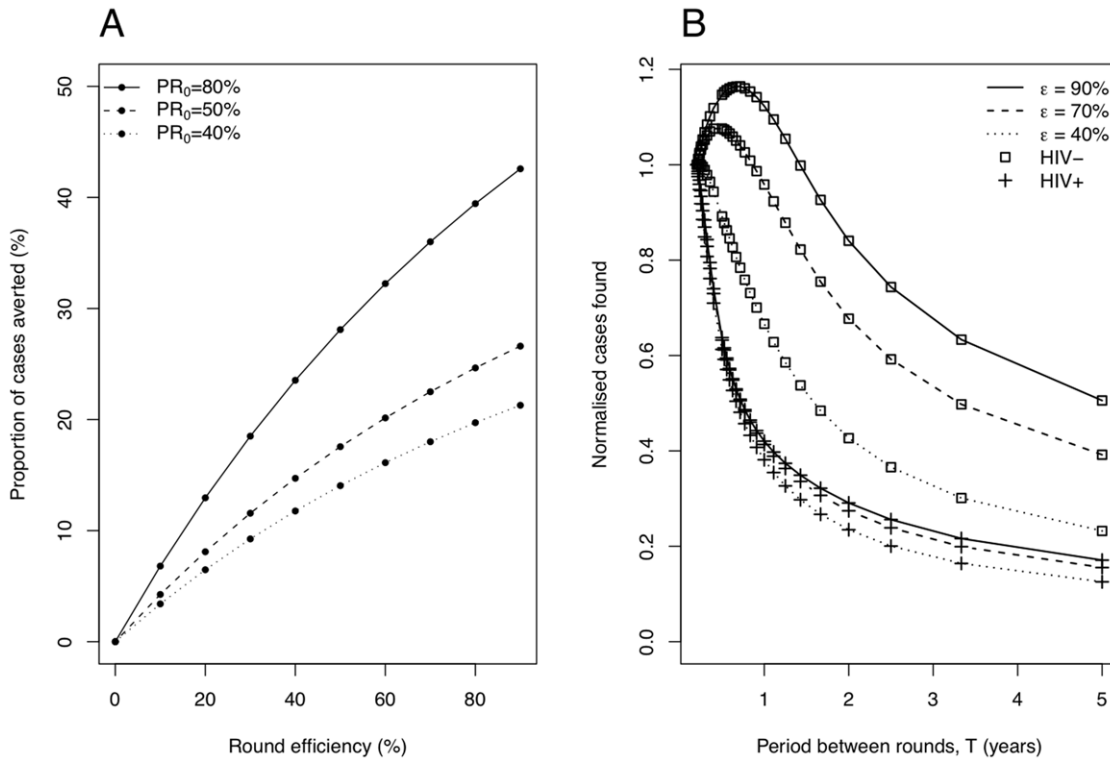 A
PR₀=80%
PR₀=50%
PR₀=40%
Proportion of cases averted (%)
50
40
30
20
10
0
0 20 40 60 80
Round efficiency (%)
B
ε = 90%
ε = 70%
ε = 40%
HIV−
HIV+
Normalised cases found
1.2
1.0
0.8
0.6
0.4
0.2
0.0
1 2 3 4 5
Period between rounds, T (years)